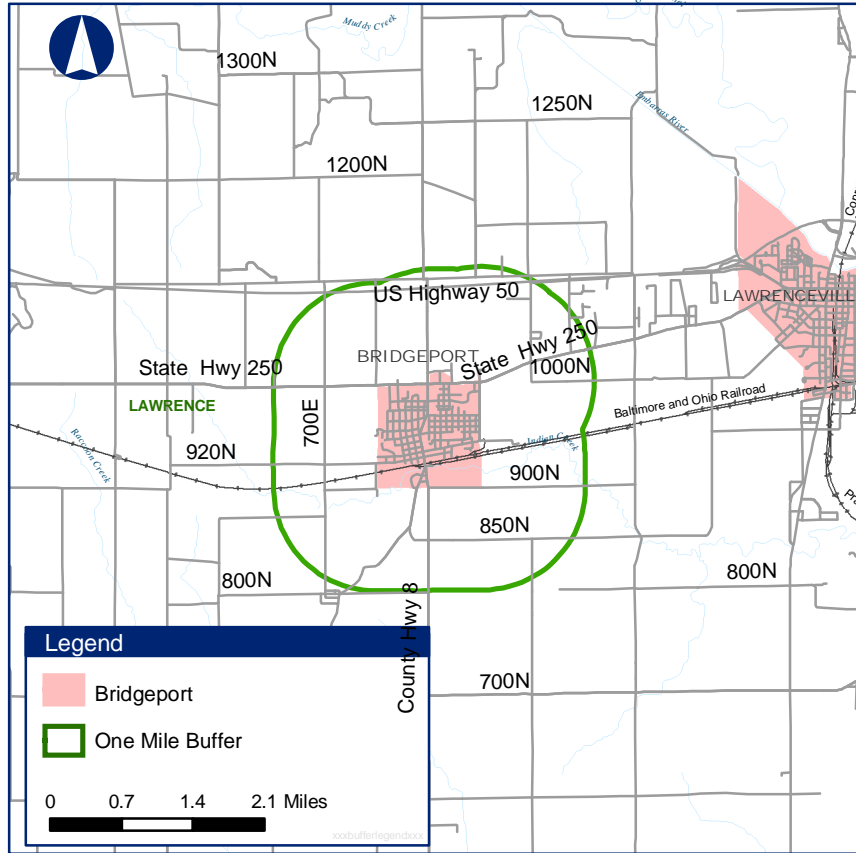 Muddy Creek
1300N
1250N
Embarras River
1200N
US Highway 50
LAWRENCEVILL
BRIDGEPORT
State Hwy 250
State Hwy 250
1000N
LAWRENCE
700E
Baltimore and Ohio Railroad
Raccoon Creek
920N
Indian Creek
900N
850N
800N
800N
County Hwy 8
700N
Legend
Bridgeport
One Mile Buffer
0 0.7 1.4 2.1 Miles
xxxbufferlegendxxx